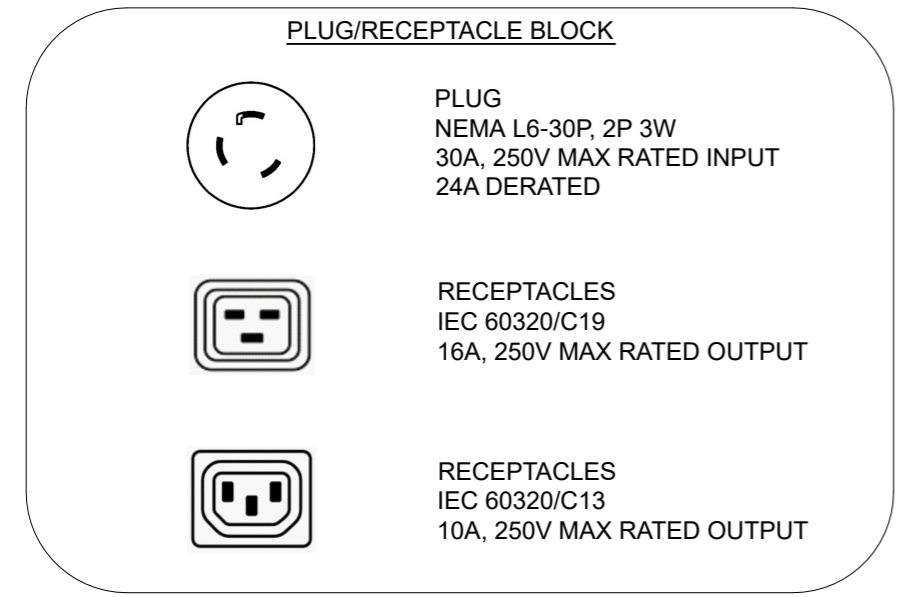 PLUG/RECEPTACLE BLOCK
PLUG
NEMA L6-30P, 2P 3W
30A, 250V MAX RATED INPUT
24A DERATED
RECEPTACLES
IEC 60320/C19
16A, 250V MAX RATED OUTPUT
RECEPTACLES
IEC 60320/C13
10A, 250V MAX RATED OUTPUT